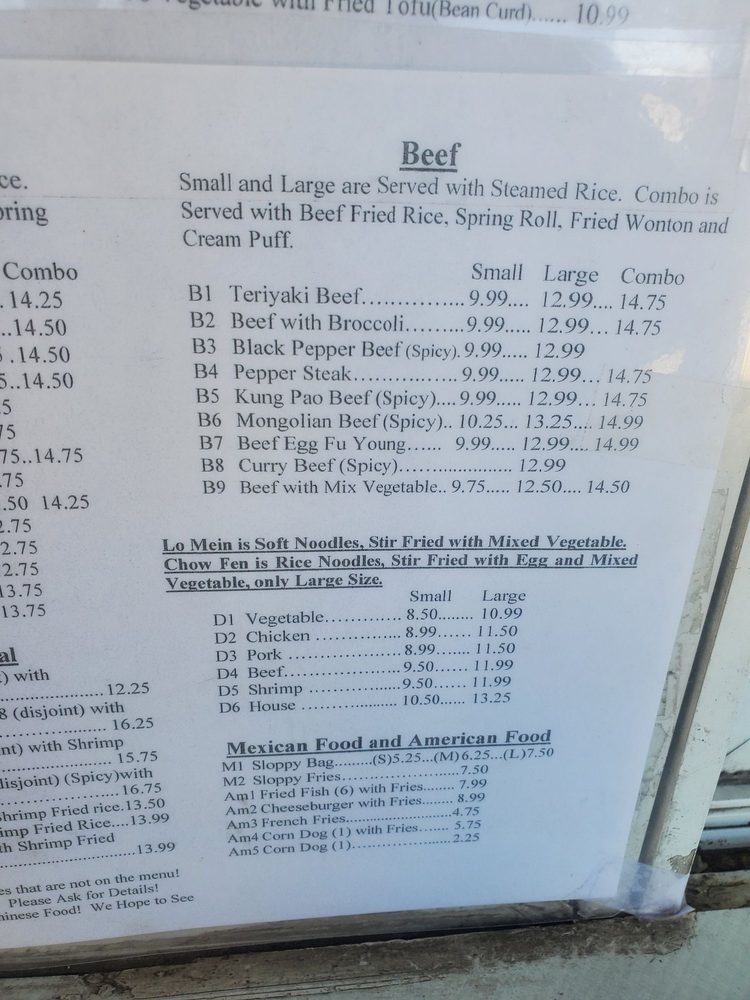 Vegetable with Fried Tofu(Bean Curd)...... 10.99
ce.
pring
Combo
. 14.25
..14.50
.14.50
5..14.50
5
75
75..14.75
.75
.50 14.25
2.75
2.75
2.75
13.75
13.75
al
) with
...................... 12.25
8 (disjoint) with
..................... 16.25
nt) with Shrimp
..................... 15.75
disjoint) (Spicy)with
..................... 16.75
Shrimp Fried rice.13.50
imp Fried Rice....13.99
th Shrimp Fried
..................... 13.99
es that are not on the menu!
Please Ask for Details!
hinese Food! We Hope to See
Beef
Small and Large are Served with Steamed Rice. Combo is
Served with Beef Fried Rice, Spring Roll, Fried Wonton and
Cream Puff.
Small Large Combo
B1 Teriyaki Beef...............9.99.... 12.99.... 14.75
B2 Beef with Broccoli.........9.99..... 12.99... 14.75
B3 Black Pepper Beef (Spicy). 9.99..... 12.99
B4 Pepper Steak...............9.99..... 12.99... 14.75
B5 Kung Pao Beef (Spicy)....9.99..... 12.99... 14.75
B6 Mongolian Beef (Spicy).. 10.25... 13.25.... 14.99
B7 Beef Egg Fu Young...... 9.99..... 12.99.... 14.99
B8 Curry Beef (Spicy).................... 12.99
B9 Beef with Mix Vegetable.. 9.75..... 12.50.... 14.50
Lo Mein is Soft Noodles, Stir Fried with Mixed Vegetable.
Chow Fen is Rice Noodles, Stir Fried with Egg and Mixed
Vegetable, only Large Size.
Small Large
D1 Vegetable.............. 8.50........ 10.99
D2 Chicken ............... 8.99...... 11.50
D3 Pork .................... 8.99....... 11.50
D4 Beef..................... 9.50...... 11.99
D5 Shrimp .................9.50...... 11.99
D6 House .................. 10.50...... 13.25
Mexican Food and American Food
M1 Sloppy Bag.........(S)5.25...(M)6.25...(L)7.50
M2 Sloppy Fries.........................7.50
Am1 Fried Fish (6) with Fries........ 7.99
Am2 Cheeseburger with Fries....... 8.99
Am3 French Fries........................4.75
Am4 Corn Dog (1) with Fries....... 5.75
Am5 Corn Dog (1)...................... 2.25